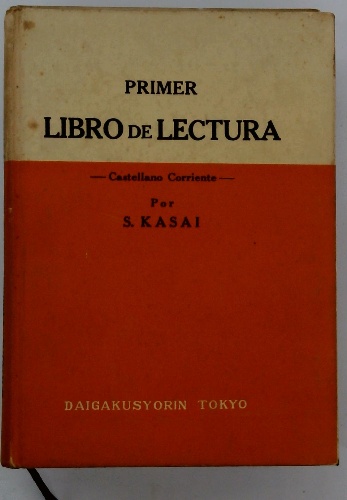 PRIMER
LIBRO DE LECTURA
—Castellano Corriente—
Por
S. KASAI
DAIGAKUSYORIN TOKYO